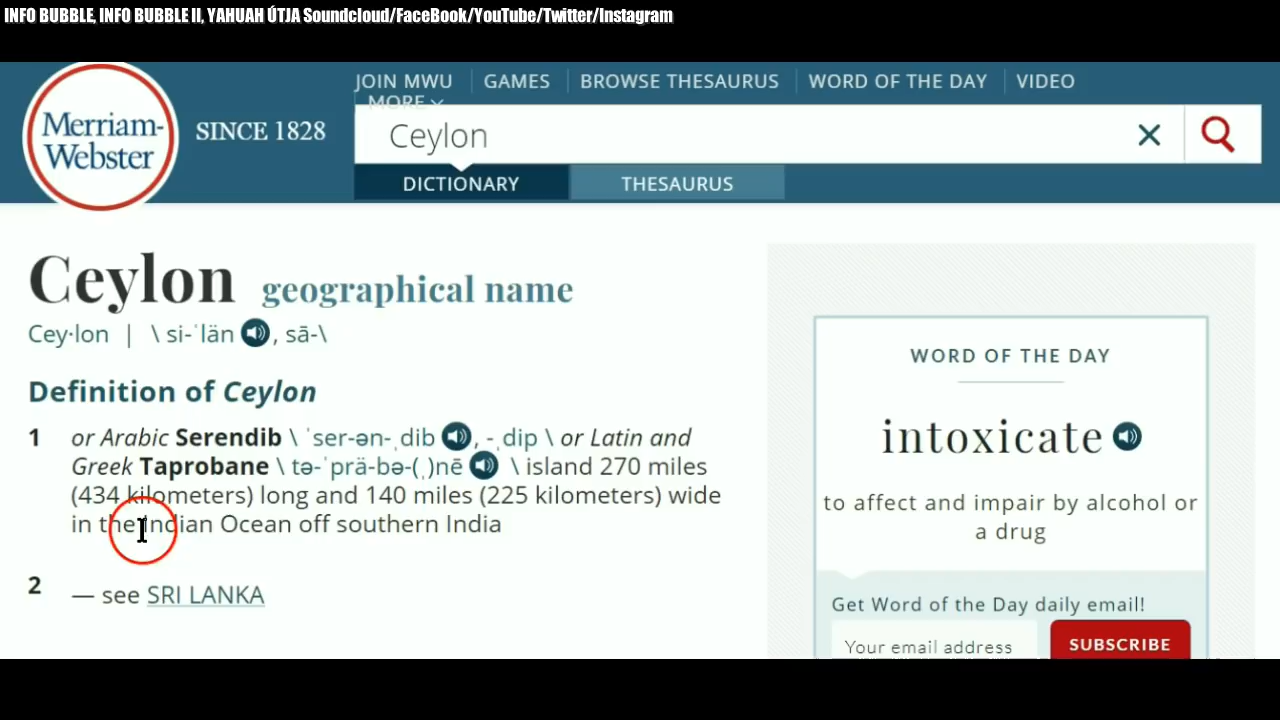 INFO BUBBLE, INFO BUBBLE II, YAHUAH ÚTJA Soundcloud/FaceBook/YouTube/Twitter/Instagram
JOIN MWU GAMES BROWSE THESAURUS WORD OF THE DAY VIDEO
MORE
Merriam-
Webster
SINCE 1828
Ceylon
DICTIONARY THESAURUS
Ceylon geographical name
Cey·lon | \ si-ˈlän , sā-\
Definition of Ceylon
1 or Arabic Serendib \ ˈser-ən-ˌdib , -ˌdip \ or Latin and
Greek Taprobane \ tə-ˈprä-bə-(ˌ)nē \ island 270 miles
(434 kilometers) long and 140 miles (225 kilometers) wide
in the Indian Ocean off southern India
2 — see SRI LANKA
WORD OF THE DAY
intoxicate
to affect and impair by alcohol or
a drug
Get Word of the Day daily email!
Your email address
SUBSCRIBE